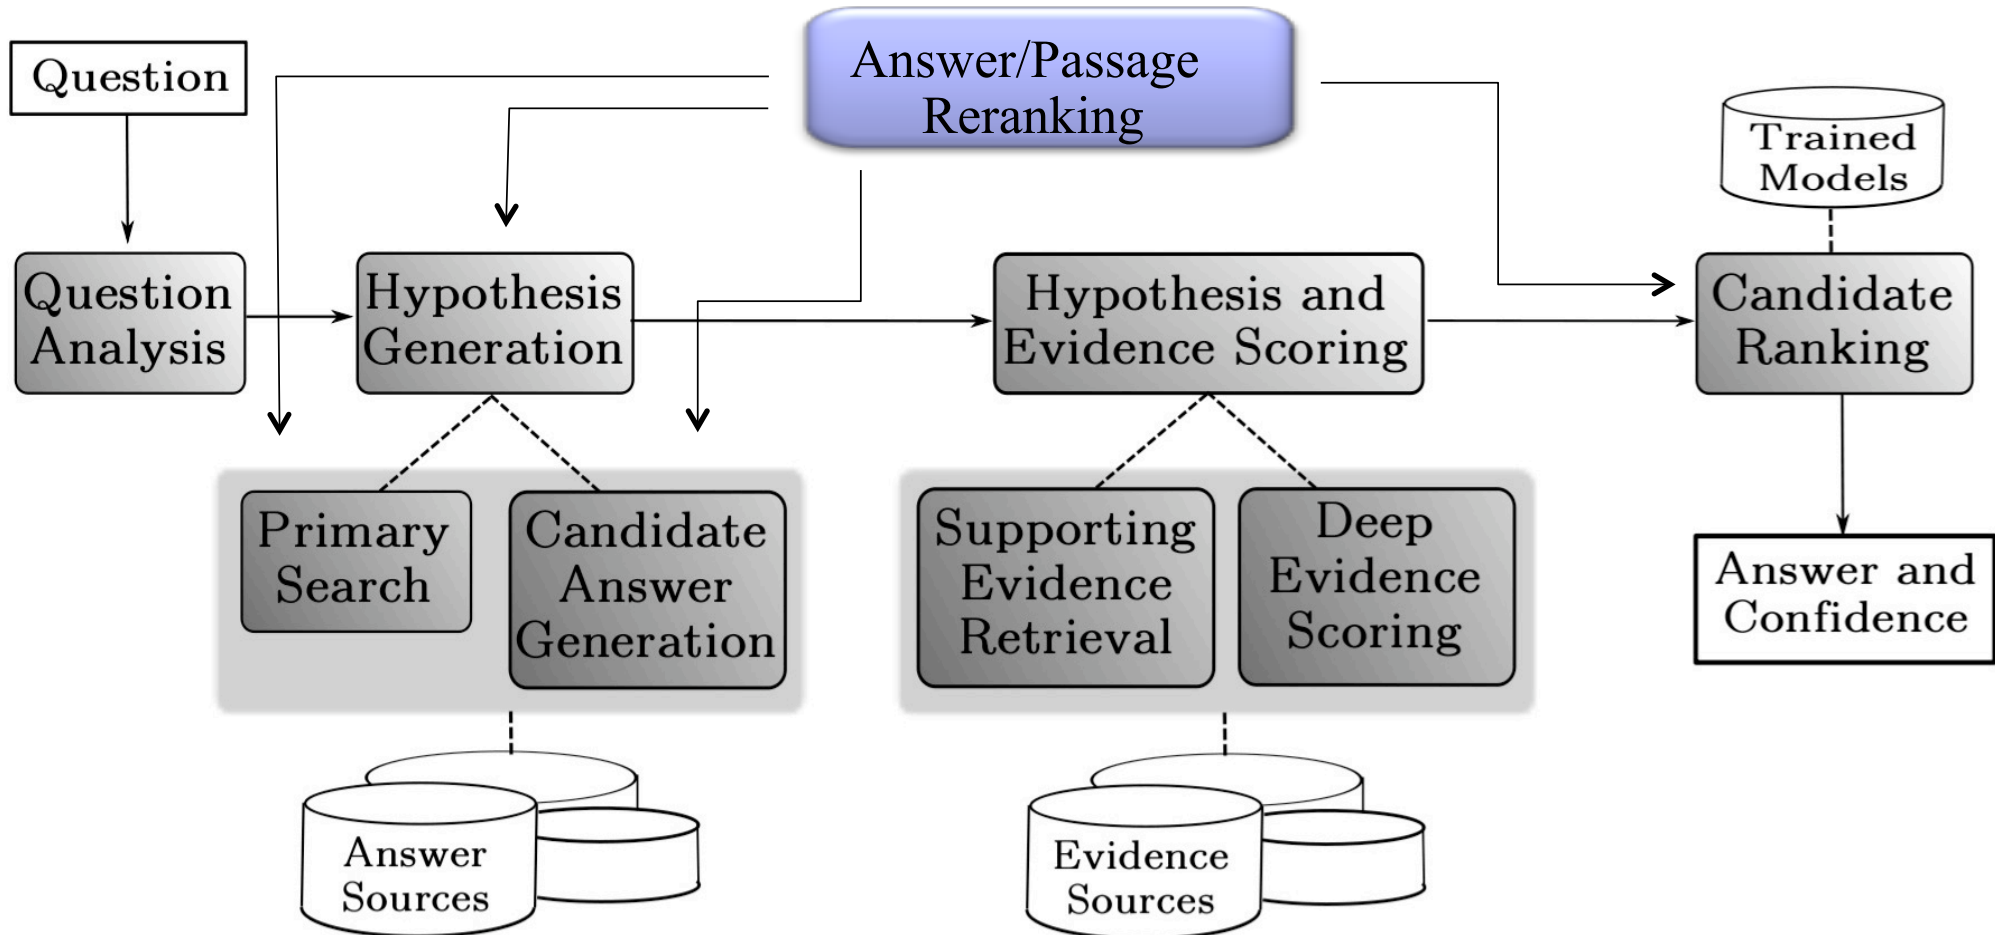 Question
Answer/Passage
Reranking
Trained
Models
Question
Analysis
Hypothesis
Generation
Hypothesis and
Evidence Scoring
Candidate
Ranking
Primary
Search
Candidate
Answer
Generation
Supporting
Evidence
Retrieval
Deep
Evidence
Scoring
Answer and
Confidence
Answer
Sources
Evidence
Sources